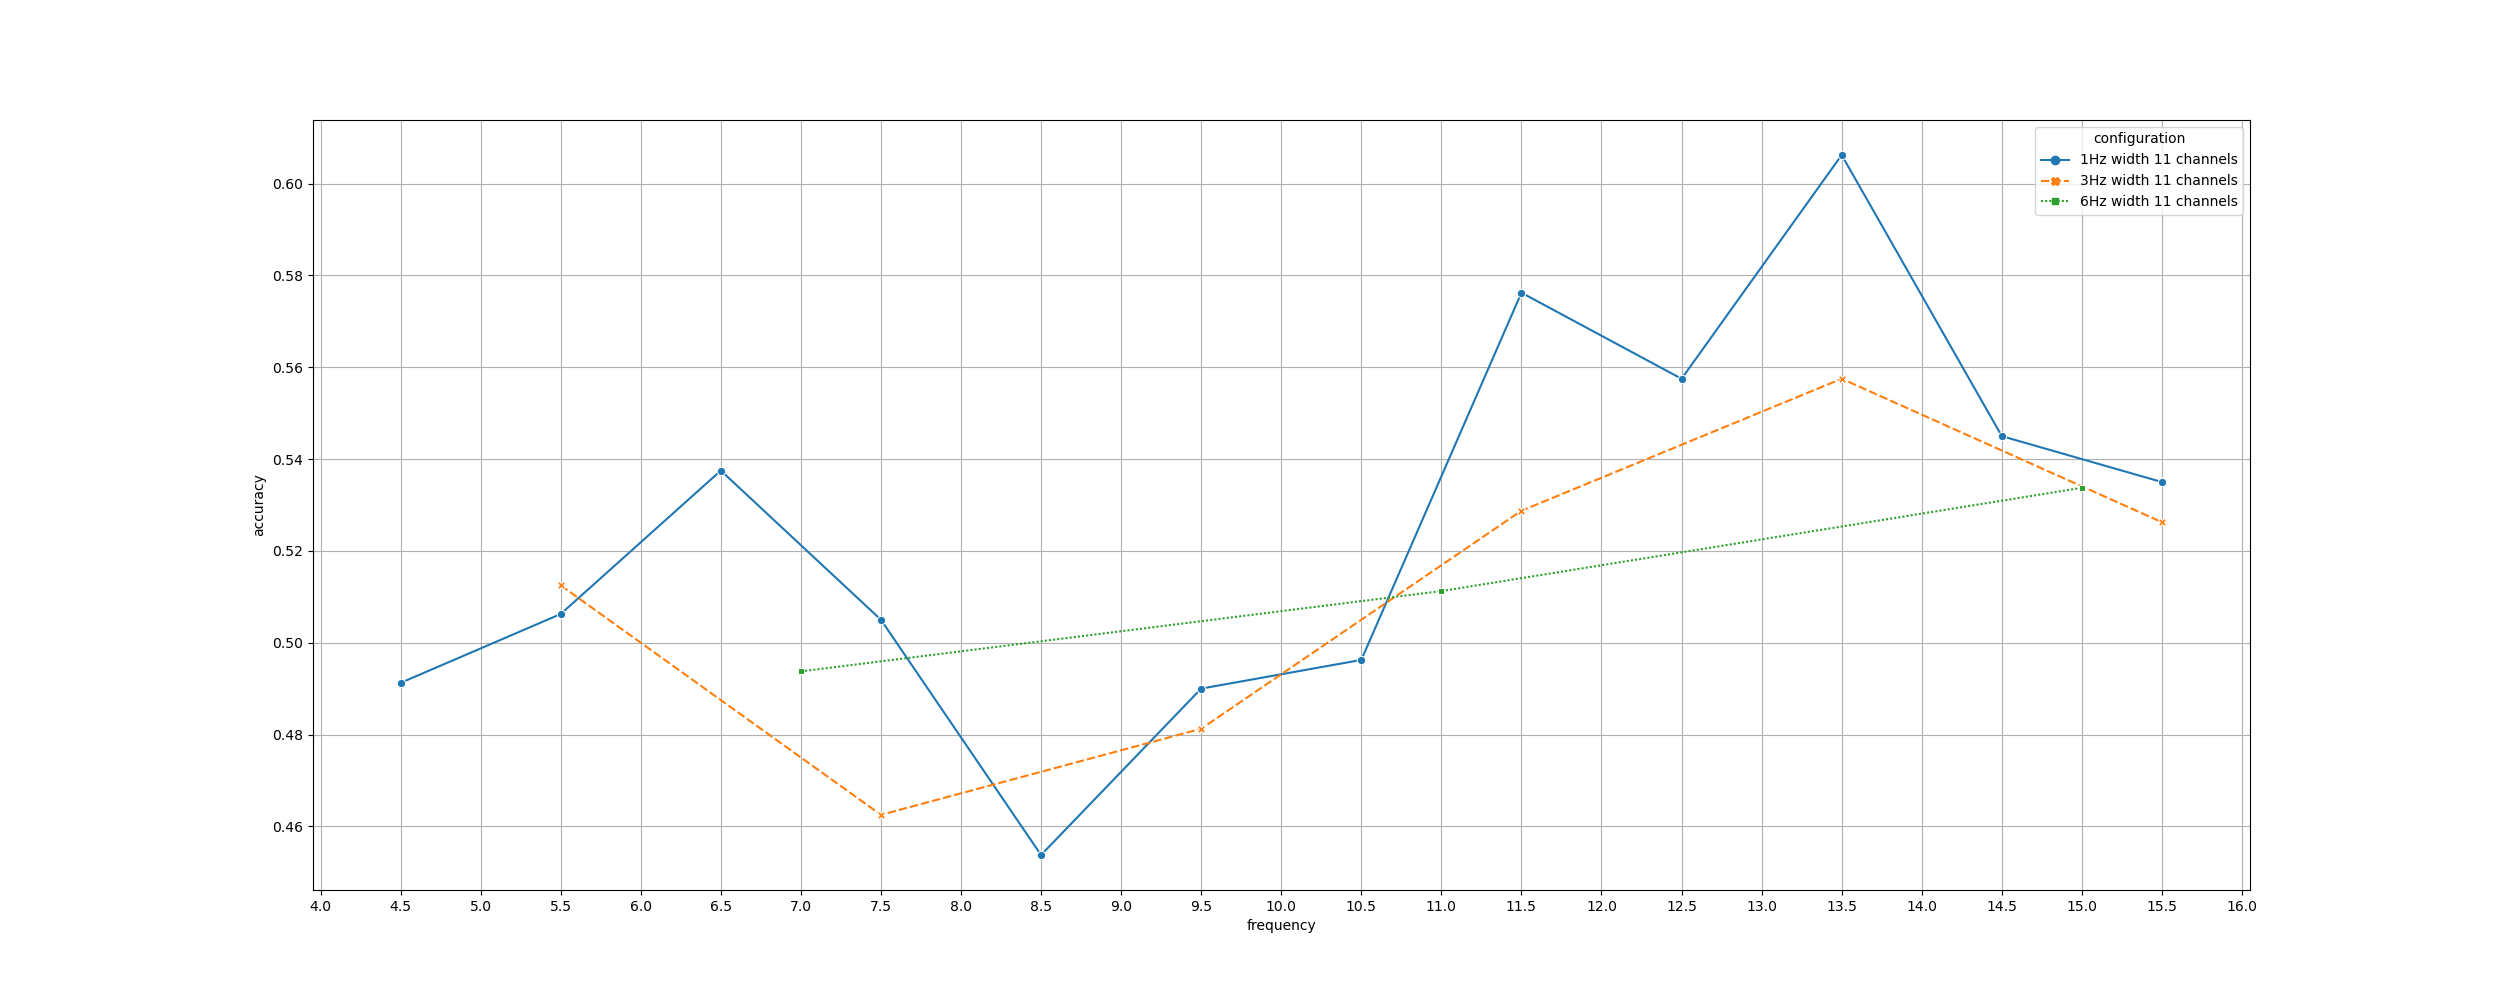 configuration
1Hz width 11 channels
3Hz width 11 channels
6Hz width 11 channels
0.60
0.58
0.56
0.54
0.52
0.50
0.48
0.46
accuracy
4.0 4.5 5.0 5.5 6.0 6.5 7.0 7.5 8.0 8.5 9.0 9.5 10.0 10.5 11.0 11.5 12.0 12.5 13.0 13.5 14.0 14.5 15.0 15.5 16.0
frequency